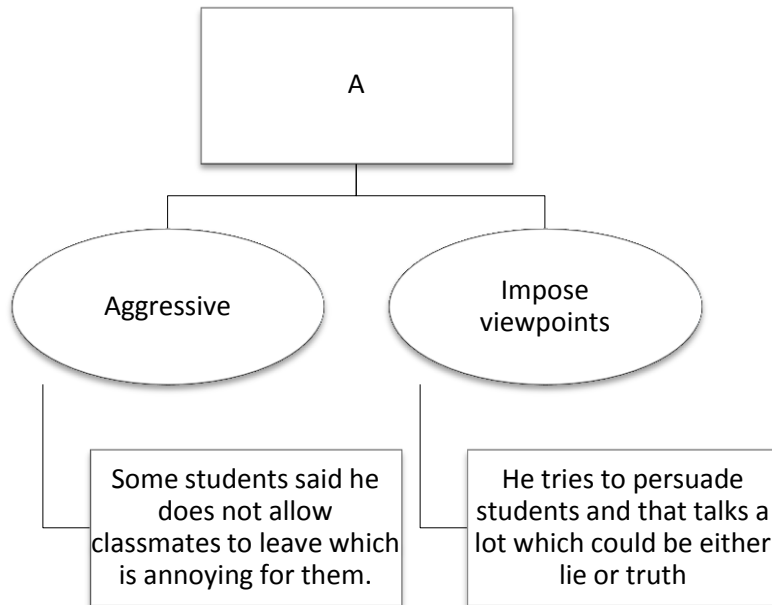 A
Aggressive
Impose
viewpoints
Some students said he
does not allow
classmates to leave which
is annoying for them.
He tries to persuade
students and that talks a
lot which could be either
lie or truth